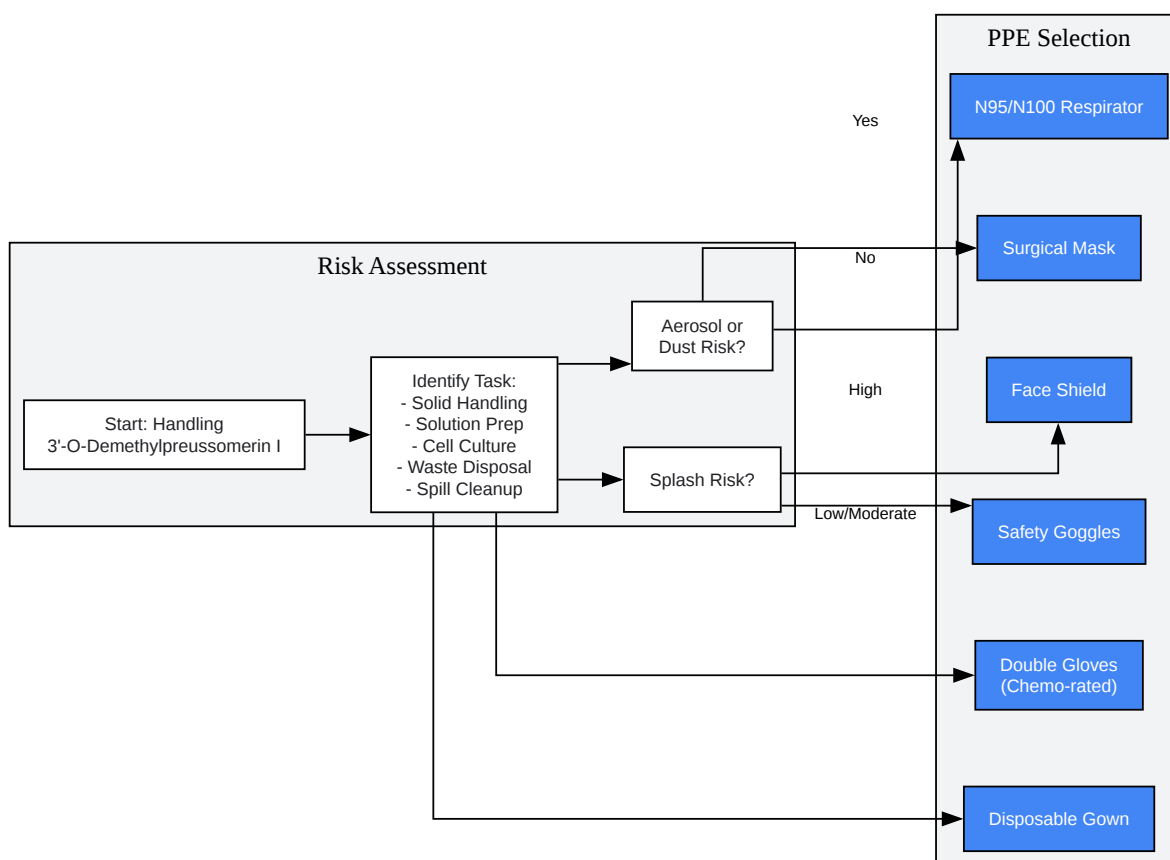 PPE Selection
N95/N100 Respirator
Yes
Surgical Mask
No
Risk Assessment
Aerosol or
Dust Risk?
Identify Task:
- Solid Handling
- Solution Prep
- Cell Culture
- Waste Disposal
- Spill Cleanup
Start: Handling
3'-O-Demethylpreussomerin I
High
Face Shield
Splash Risk?
Low/Moderate
Safety Goggles
Double Gloves
(Chemo-rated)
Disposable Gown